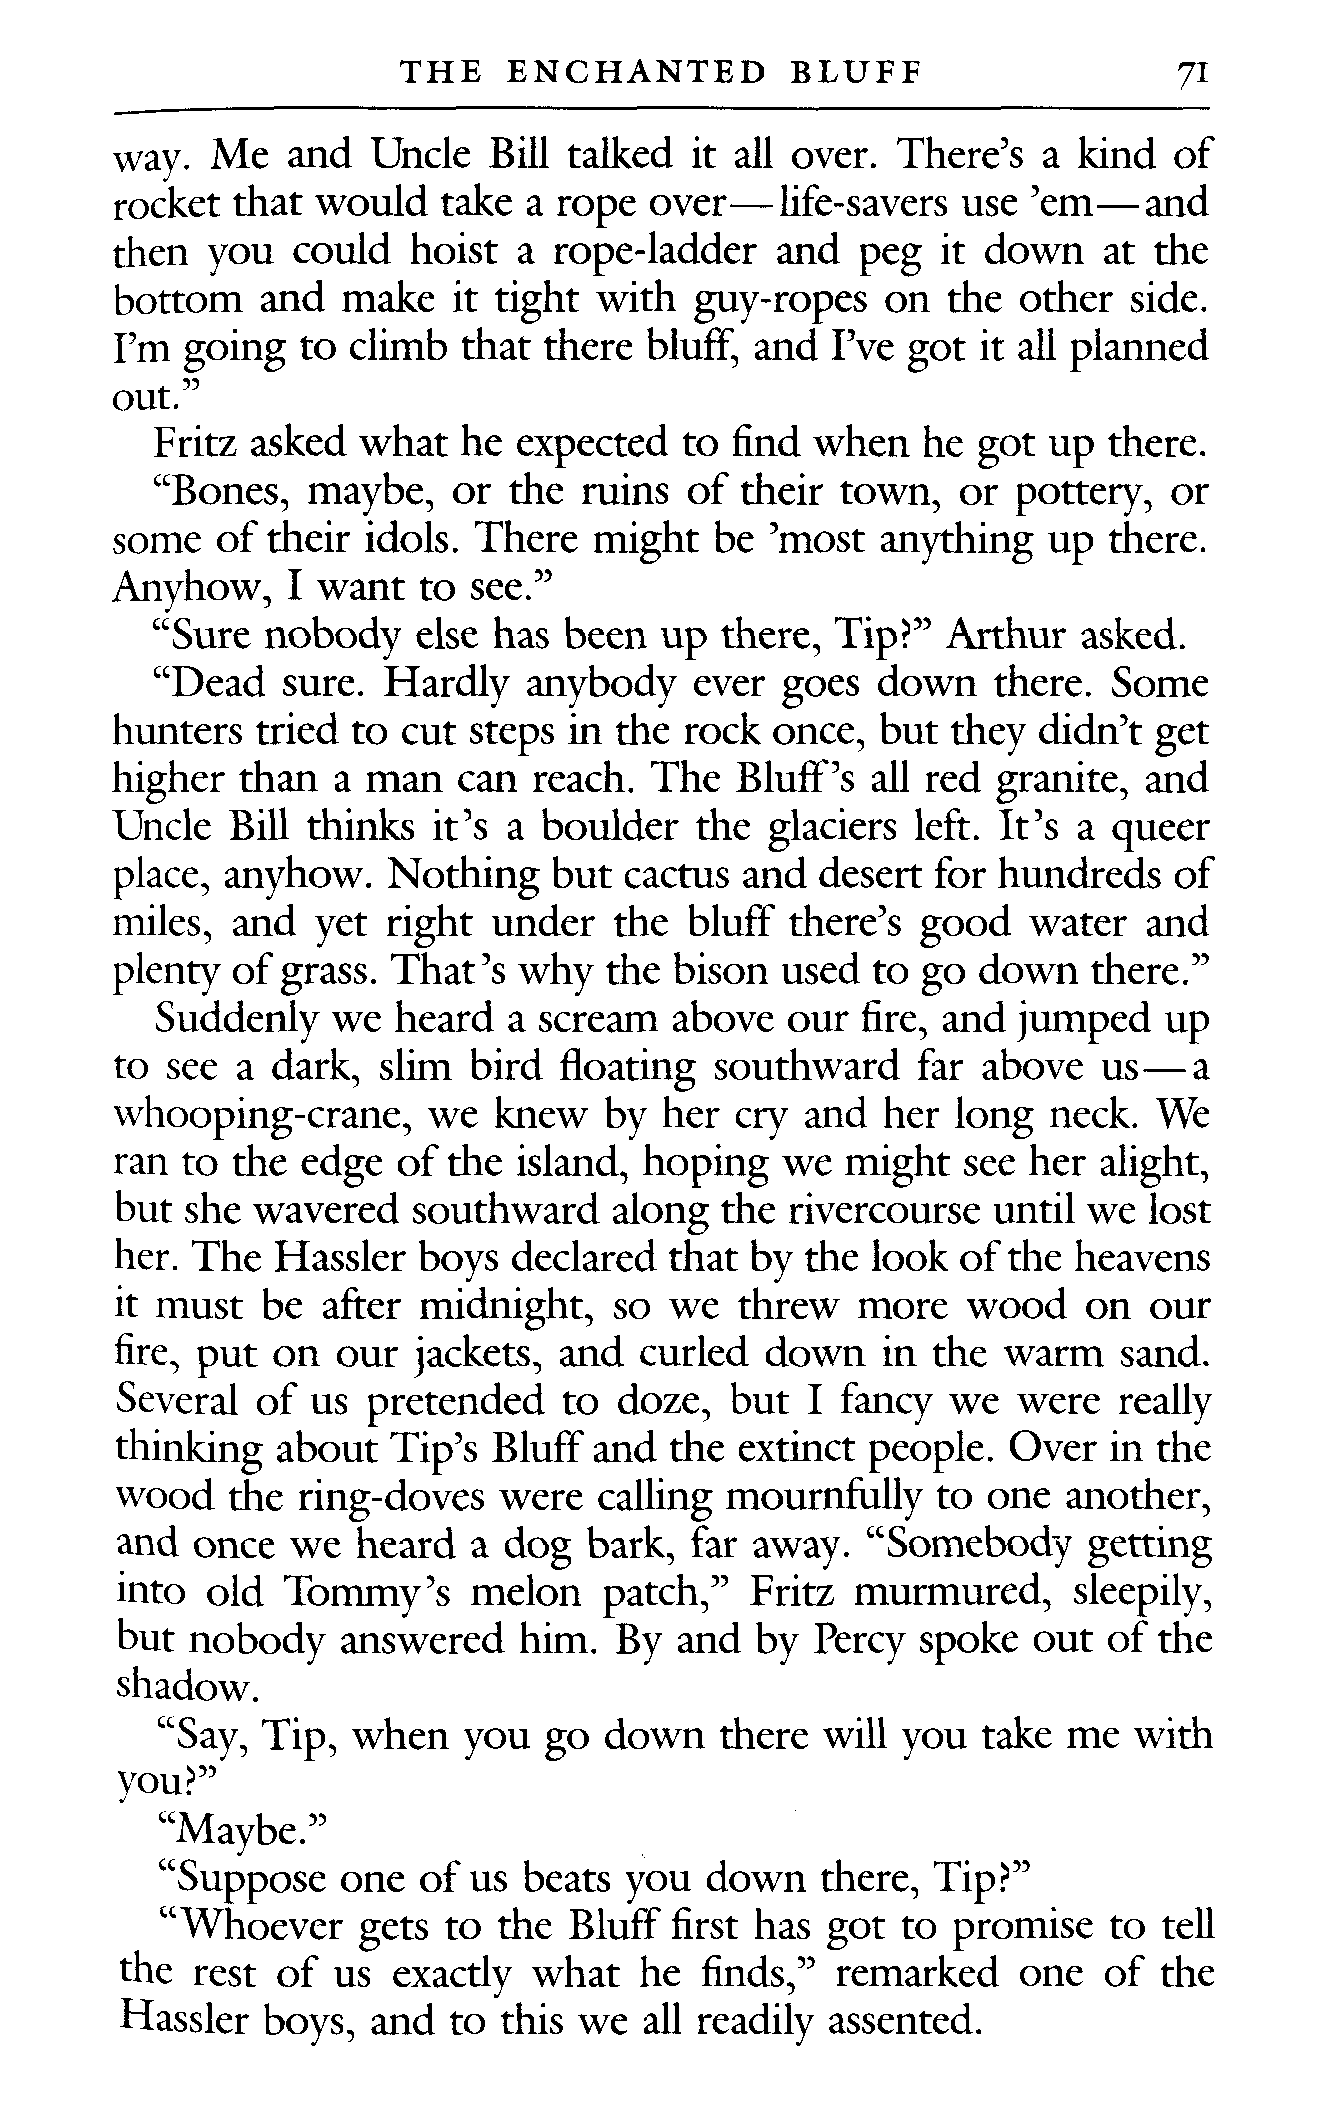 THE ENCHANTED BLUFF 71
way. Me and Uncle Bill talked it all over. There's a kind of
rocket that would take a rope over—life-savers use 'em—and
then you could hoist a rope-ladder and peg it down at the
bottom and make it tight with guy-ropes on the other side.
I'm going to climb that there bluff, and I've got it all planned
out.”
Fritz asked what he expected to find when he got up there.
“Bones, maybe, or the ruins of their town, or pottery, or
some of their idols. There might be 'most anything up there.
Anyhow, I want to see.”
“Sure nobody else has been up there, Tip?” Arthur asked.
“Dead sure. Hardly anybody ever goes down there. Some
hunters tried to cut steps in the rock once, but they didn't get
higher than a man can reach. The Bluff's all red granite, and
Uncle Bill thinks it's a boulder the glaciers left. It's a queer
place, anyhow. Nothing but cactus and desert for hundreds of
miles, and yet right under the bluff there's good water and
plenty of grass. That's why the bison used to go down there.”
Suddenly we heard a scream above our fire, and jumped up
to see a dark, slim bird floating southward far above us—a
whooping-crane, we knew by her cry and her long neck. We
ran to the edge of the island, hoping we might see her alight,
but she wavered southward along the rivercourse until we lost
her. The Hassler boys declared that by the look of the heavens
it must be after midnight, so we threw more wood on our
fire, put on our jackets, and curled down in the warm sand.
Several of us pretended to doze, but I fancy we were really
thinking about Tip's Bluff and the extinct people. Over in the
wood the ring-doves were calling mournfully to one another,
and once we heard a dog bark, far away. “Somebody getting
into old Tommy's melon patch,” Fritz murmured, sleepily,
but nobody answered him. By and by Percy spoke out of the
shadow.
“Say, Tip, when you go down there will you take me with
you?”
“Maybe.”
“Suppose one of us beats you down there, Tip?”
“Whoever gets to the Bluff first has got to promise to tell
the rest of us exactly what he finds,” remarked one of the
Hassler boys, and to this we all readily assented.